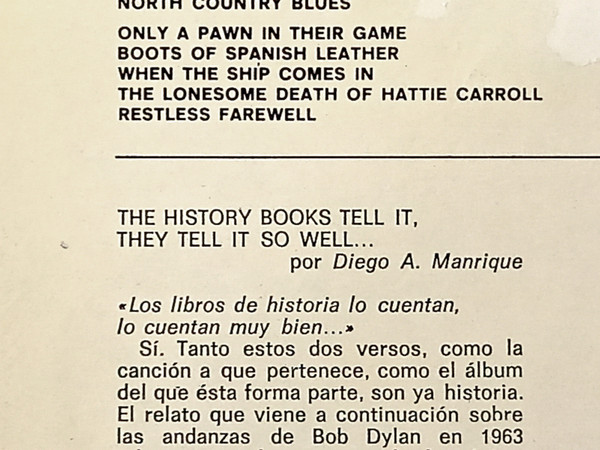 NORTH COUNTRY BLUES
ONLY A PAWN IN THEIR GAME
BOOTS OF SPANISH LEATHER
WHEN THE SHIP COMES IN
THE LONESOME DEATH OF HATTIE CARROLL
RESTLESS FAREWELL
THE HISTORY BOOKS TELL IT,
THEY TELL IT SO WELL...
por Diego A. Manrique
«Los libros de historia lo cuentan,
lo cuentan muy bien...»
Sí. Tanto estos dos versos, como la
canción a que pertenece, como el álbum
del que ésta forma parte, son ya historia.
El relato que viene a continuación sobre
las andanzas de Bob Dylan en 1963